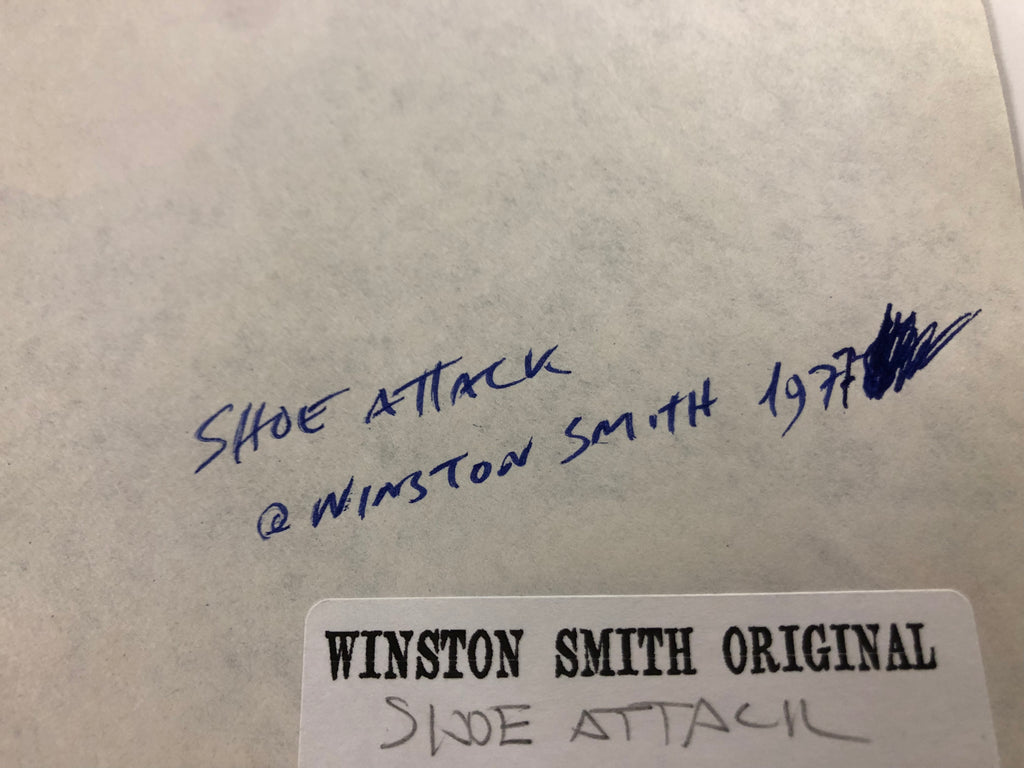 SHOE ATTACK
@ WINSTON SMITH 1977
WINSTON SMITH ORIGINAL
SHOE ATTACK